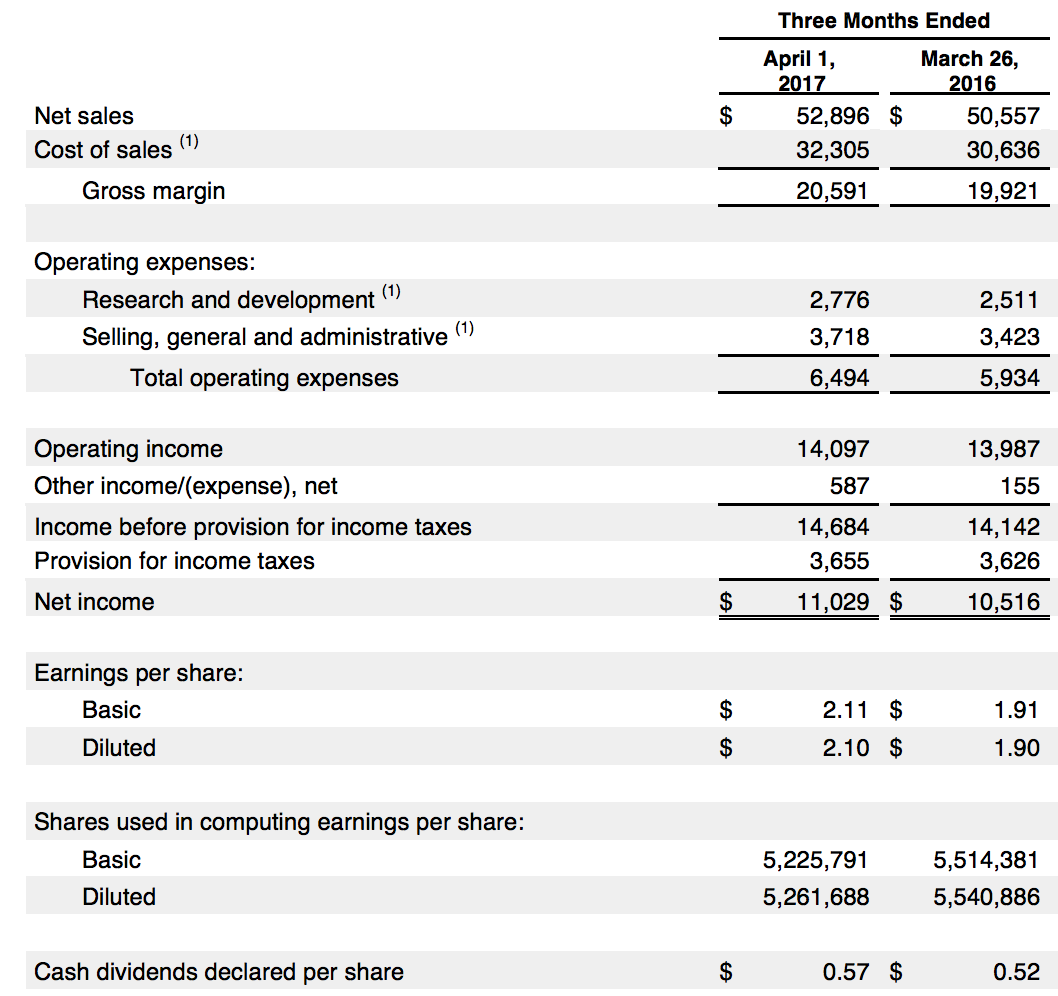 Three Months Ended
April 1, March 26,
2017 2016
Net sales $ 52,896 $ 50,557
Cost of sales (1) 32,305 30,636
Gross margin 20,591 19,921
Operating expenses:
Research and development (1) 2,776 2,511
Selling, general and administrative (1) 3,718 3,423
Total operating expenses 6,494 5,934
Operating income 14,097 13,987
Other income/(expense), net 587 155
Income before provision for income taxes 14,684 14,142
Provision for income taxes 3,655 3,626
Net income $ 11,029 $ 10,516
Earnings per share:
Basic $ 2.11 $ 1.91
Diluted $ 2.10 $ 1.90
Shares used in computing earnings per share:
Basic 5,225,791 5,514,381
Diluted 5,261,688 5,540,886
Cash dividends declared per share $ 0.57 $ 0.52